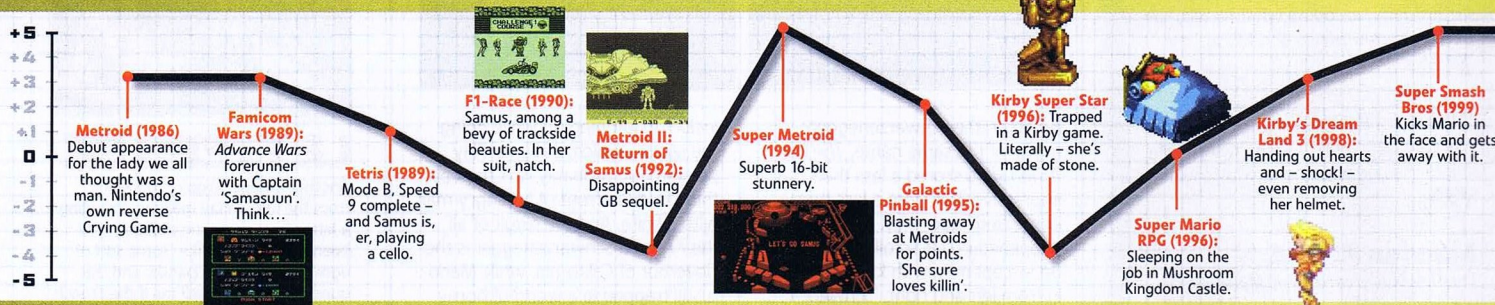 +5
+4
+3
+2
+1
0
-1
-2
-3
-4
-5
Metroid (1986)
Debut appearance
for the lady we all
thought was a
man. Nintendo's
own reverse
Crying Game.
Famicom
Wars (1989):
Advance Wars
forerunner
with Captain
'Samasuun'.
Think...
Tetris (1989):
Mode B, Speed
9 complete –
and Samus is,
er, playing
a cello.
CHALLENGE!
COURSE 7
F1-Race (1990):
Samus, among a
bevy of trackside
beauties. In her
suit, natch.
Metroid II:
Return of
Samus (1992):
Disappointing
GB sequel.
Super Metroid
(1994)
Superb 16-bit
stunnery.
LET'S GO SAMUS
Galactic
Pinball (1995):
Blasting away
at Metroids
for points.
She sure
loves killin'.
Kirby Super Star
(1996): Trapped
in a Kirby game.
Literally – she's
made of stone.
Super Mario
RPG (1996):
Sleeping on the
job in Mushroom
Kingdom Castle.
Kirby's Dream
Land 3 (1998):
Handing out hearts
and – shock! –
even removing
her helmet.
Super Smash
Bros (1999)
Kicks Mario in
the face and gets
away with it.